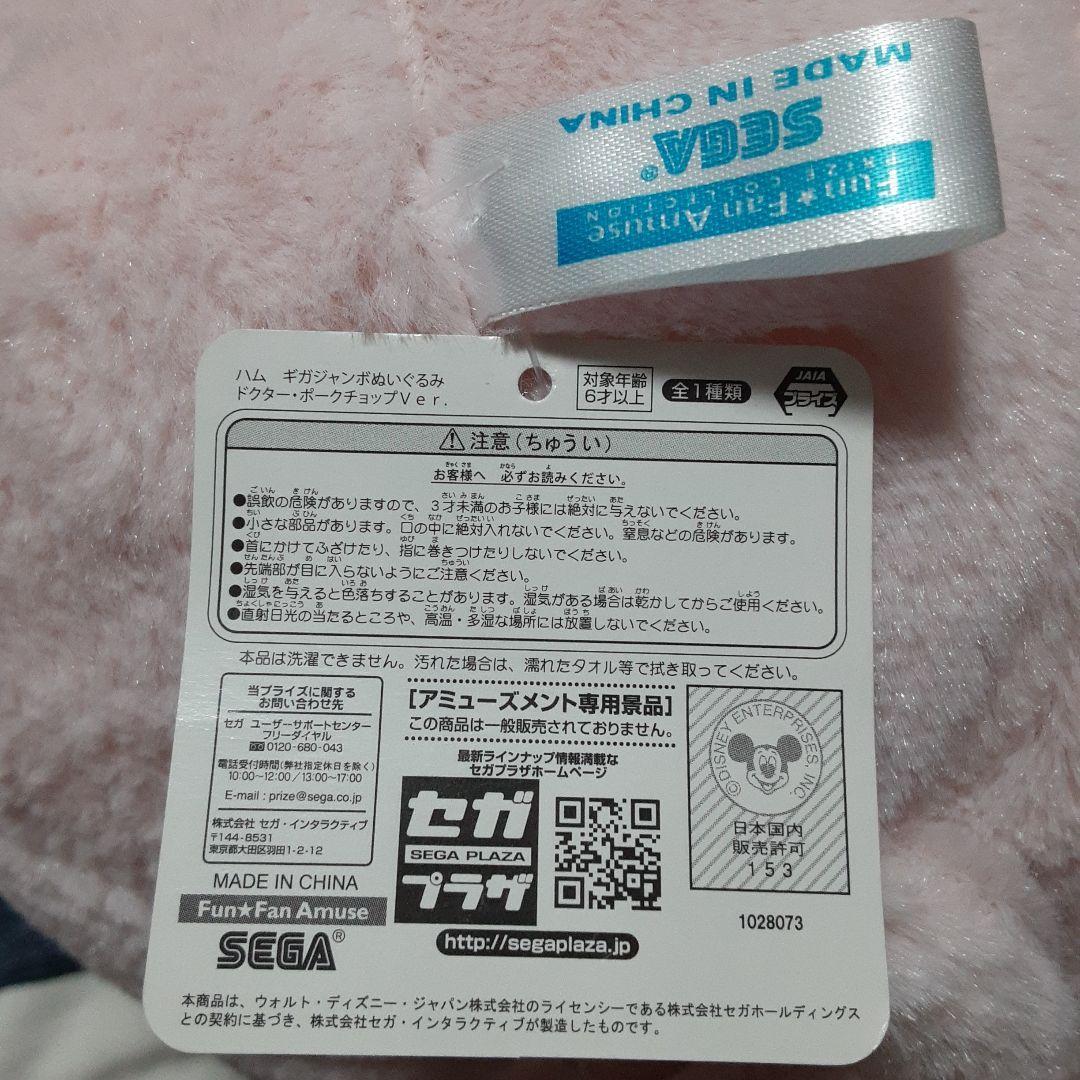 MADE IN CHINA
SEGA®
Fun★Fan Amuse
PRIZE COLLECTION
ハム ギガジャンボぬいぐるみ
ドクター・ポークチョップVer.
対象年齢
6才以上
全1種類
JAIA
プライズ
⚠注意(ちゅうい)
お客様へ 必ずお読みください。
●誤飲の危険がありますので、3才未満のお子様には絶対に与えないでください。
●小さな部品があります。口の中に絶対入れないでください。窒息などの危険があります。
●首にかけてふざけたり、指に巻きつけたりしないでください。
●先端部が目に入らないようにご注意ください。
●湿気を与えると色落ちすることがあります。湿気がある場合は乾かしてからご使用ください。
●直射日光の当たるところや、高温・多湿な場所には放置しないでください。
本品は洗濯できません。汚れた場合は、濡れたタオル等で拭き取ってください。
当プライズに関する
お問い合わせ先
セガ ユーザーサポートセンター
フリーダイヤル
0120-680-043
電話受付時間(弊社指定休日を除く)
10:00~12:00/13:00~17:00
E-mail : prize@sega.co.jp
株式会社 セガ・インタラクティブ
〒144-8531
東京都大田区羽田1-2-12
MADE IN CHINA
Fun★Fan Amuse
SEGA®
[アミューズメント専用景品]
この商品は一般販売されておりません。
最新ラインナップ情報満載な
セガプラザホームページ
セガ
SEGA PLAZA
プラザ
http://segaplaza.jp
©DISNEY ENTERPRISES, INC.
日本国内
販売許可
153
1028073
本商品は、ウォルト・ディズニー・ジャパン株式会社のライセンシーである株式会社セガホールディングス
との契約に基づき、株式会社セガ・インタラクティブが製造したものです。